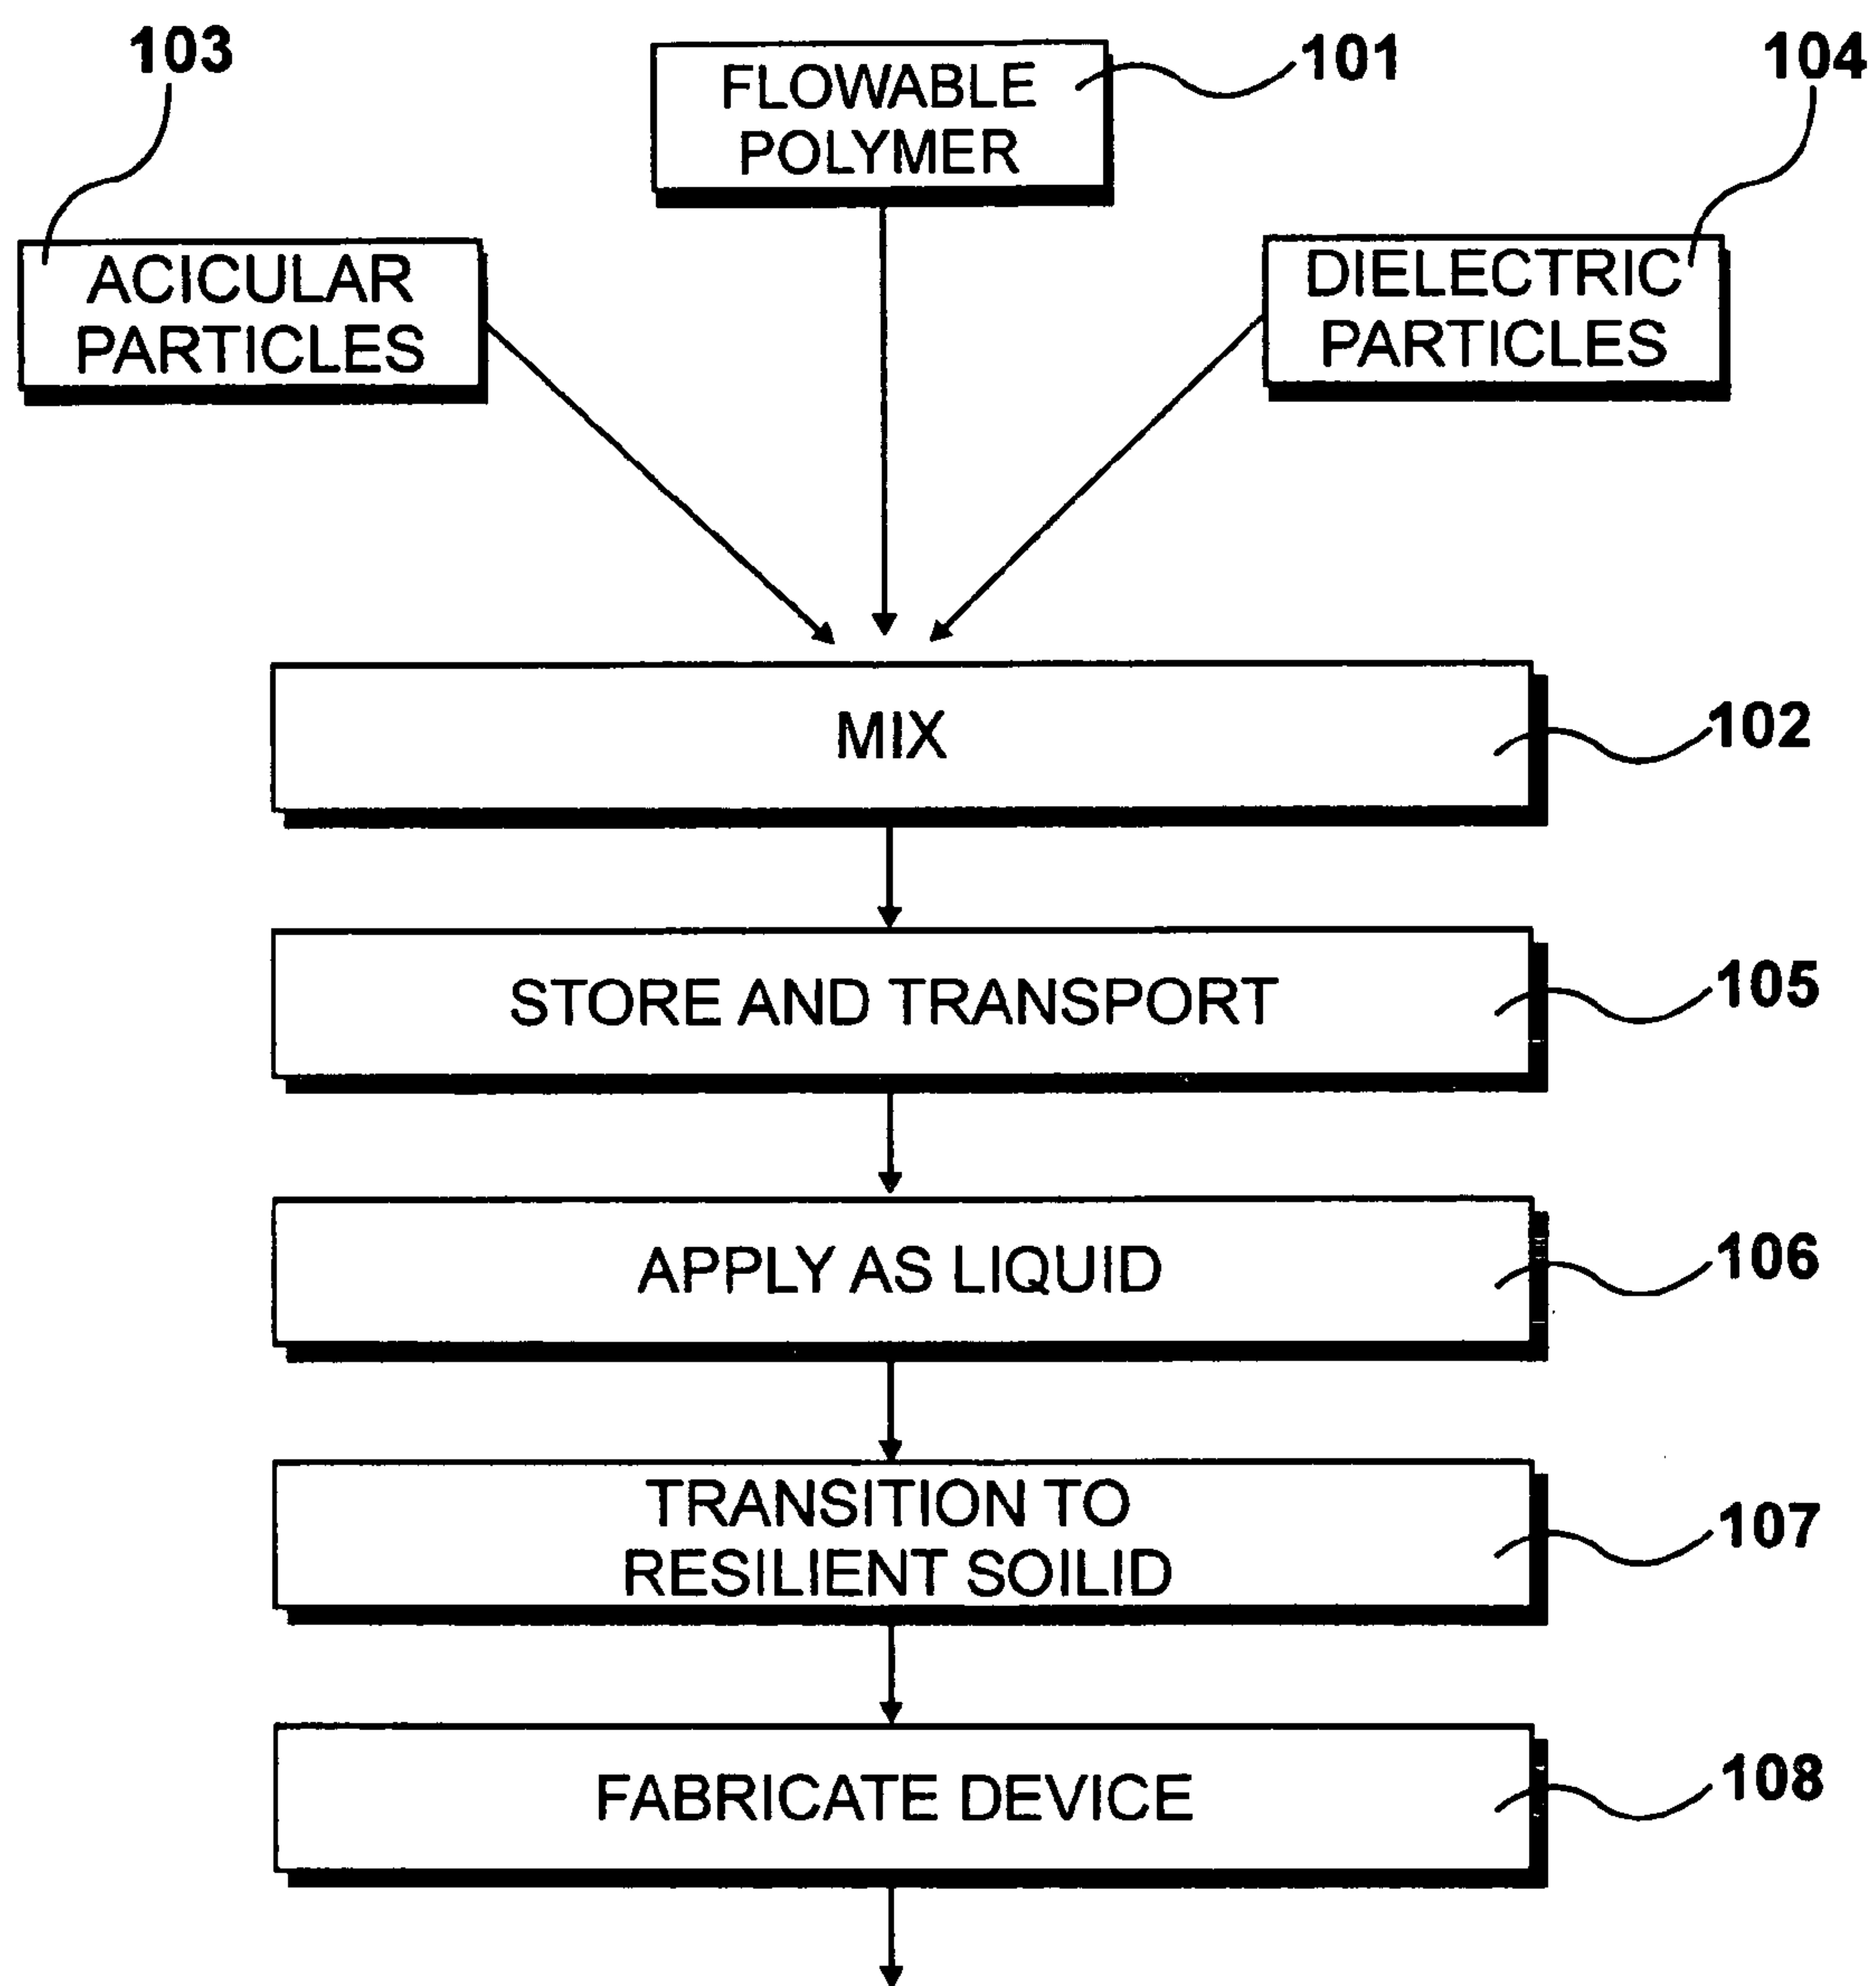 103
FLOWABLE
POLYMER
101
104
ACICULAR
PARTICLES
DIELECTRIC
PARTICLES
MIX
102
STORE AND TRANSPORT
105
APPLY AS LIQUID
106
TRANSITION TO
RESILIENT SOILID
107
FABRICATE DEVICE
108